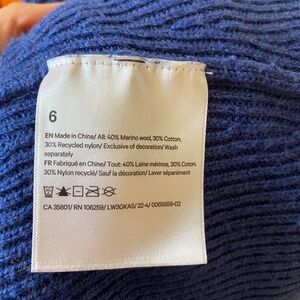 6
EN Made in China/ All: 40% Merino wool, 30% Cotton,
30% Recycled nylon/ Exclusive of decoration/ Wash
separately
FR Fabriqué en Chine/ Tout: 40% Laine mérinos, 30% Coton,
30% Nylon recyclé/ Sauf la décoration/ Laver séparément
CA 35801/ RN 106259/ LW3GKAS/ 22-4/ 0065659-02